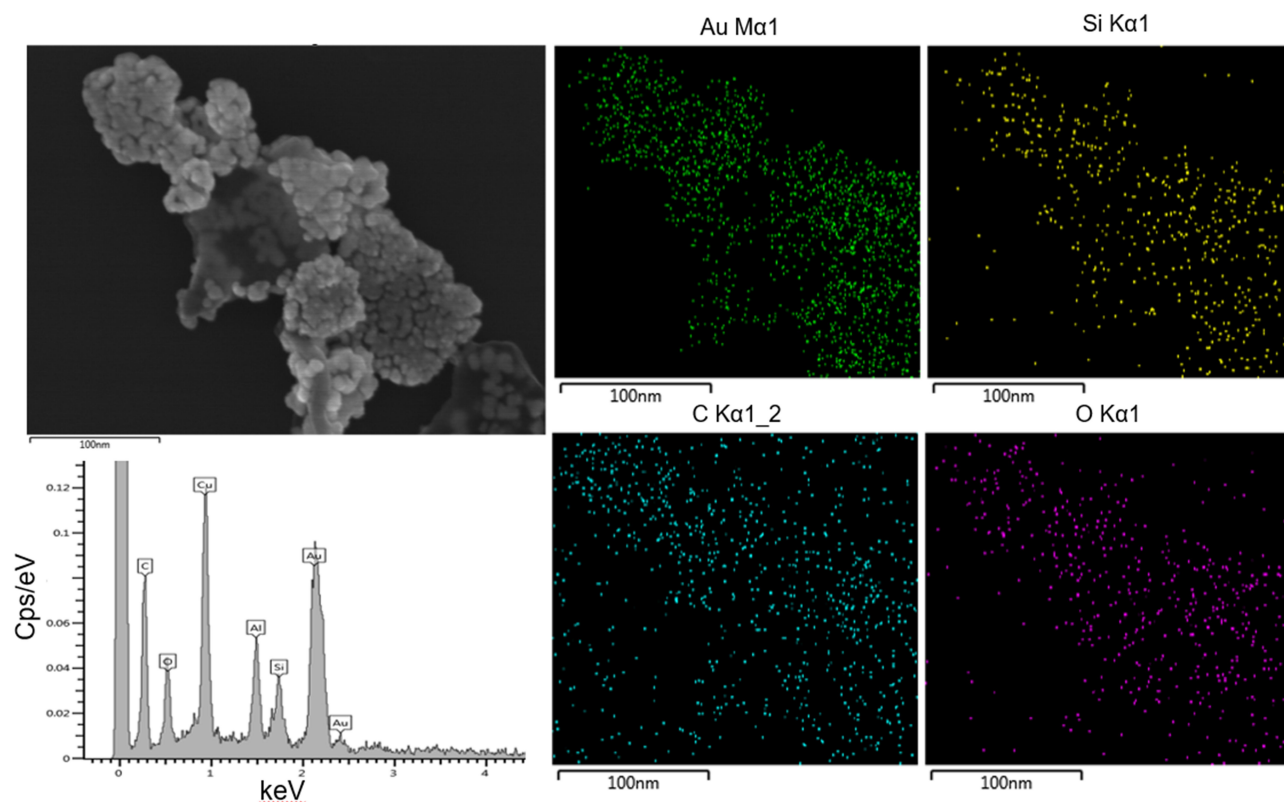 Au Mα1
Si Kα1
100nm
100nm
100nm
C Kα1_2
O Kα1
Cps/eV
0.12
0.1
0.06
0.04
0.02
0
C
O
Cu
Al
Si
Au
Au
0
1
2
3
4
keV
100nm
100nm